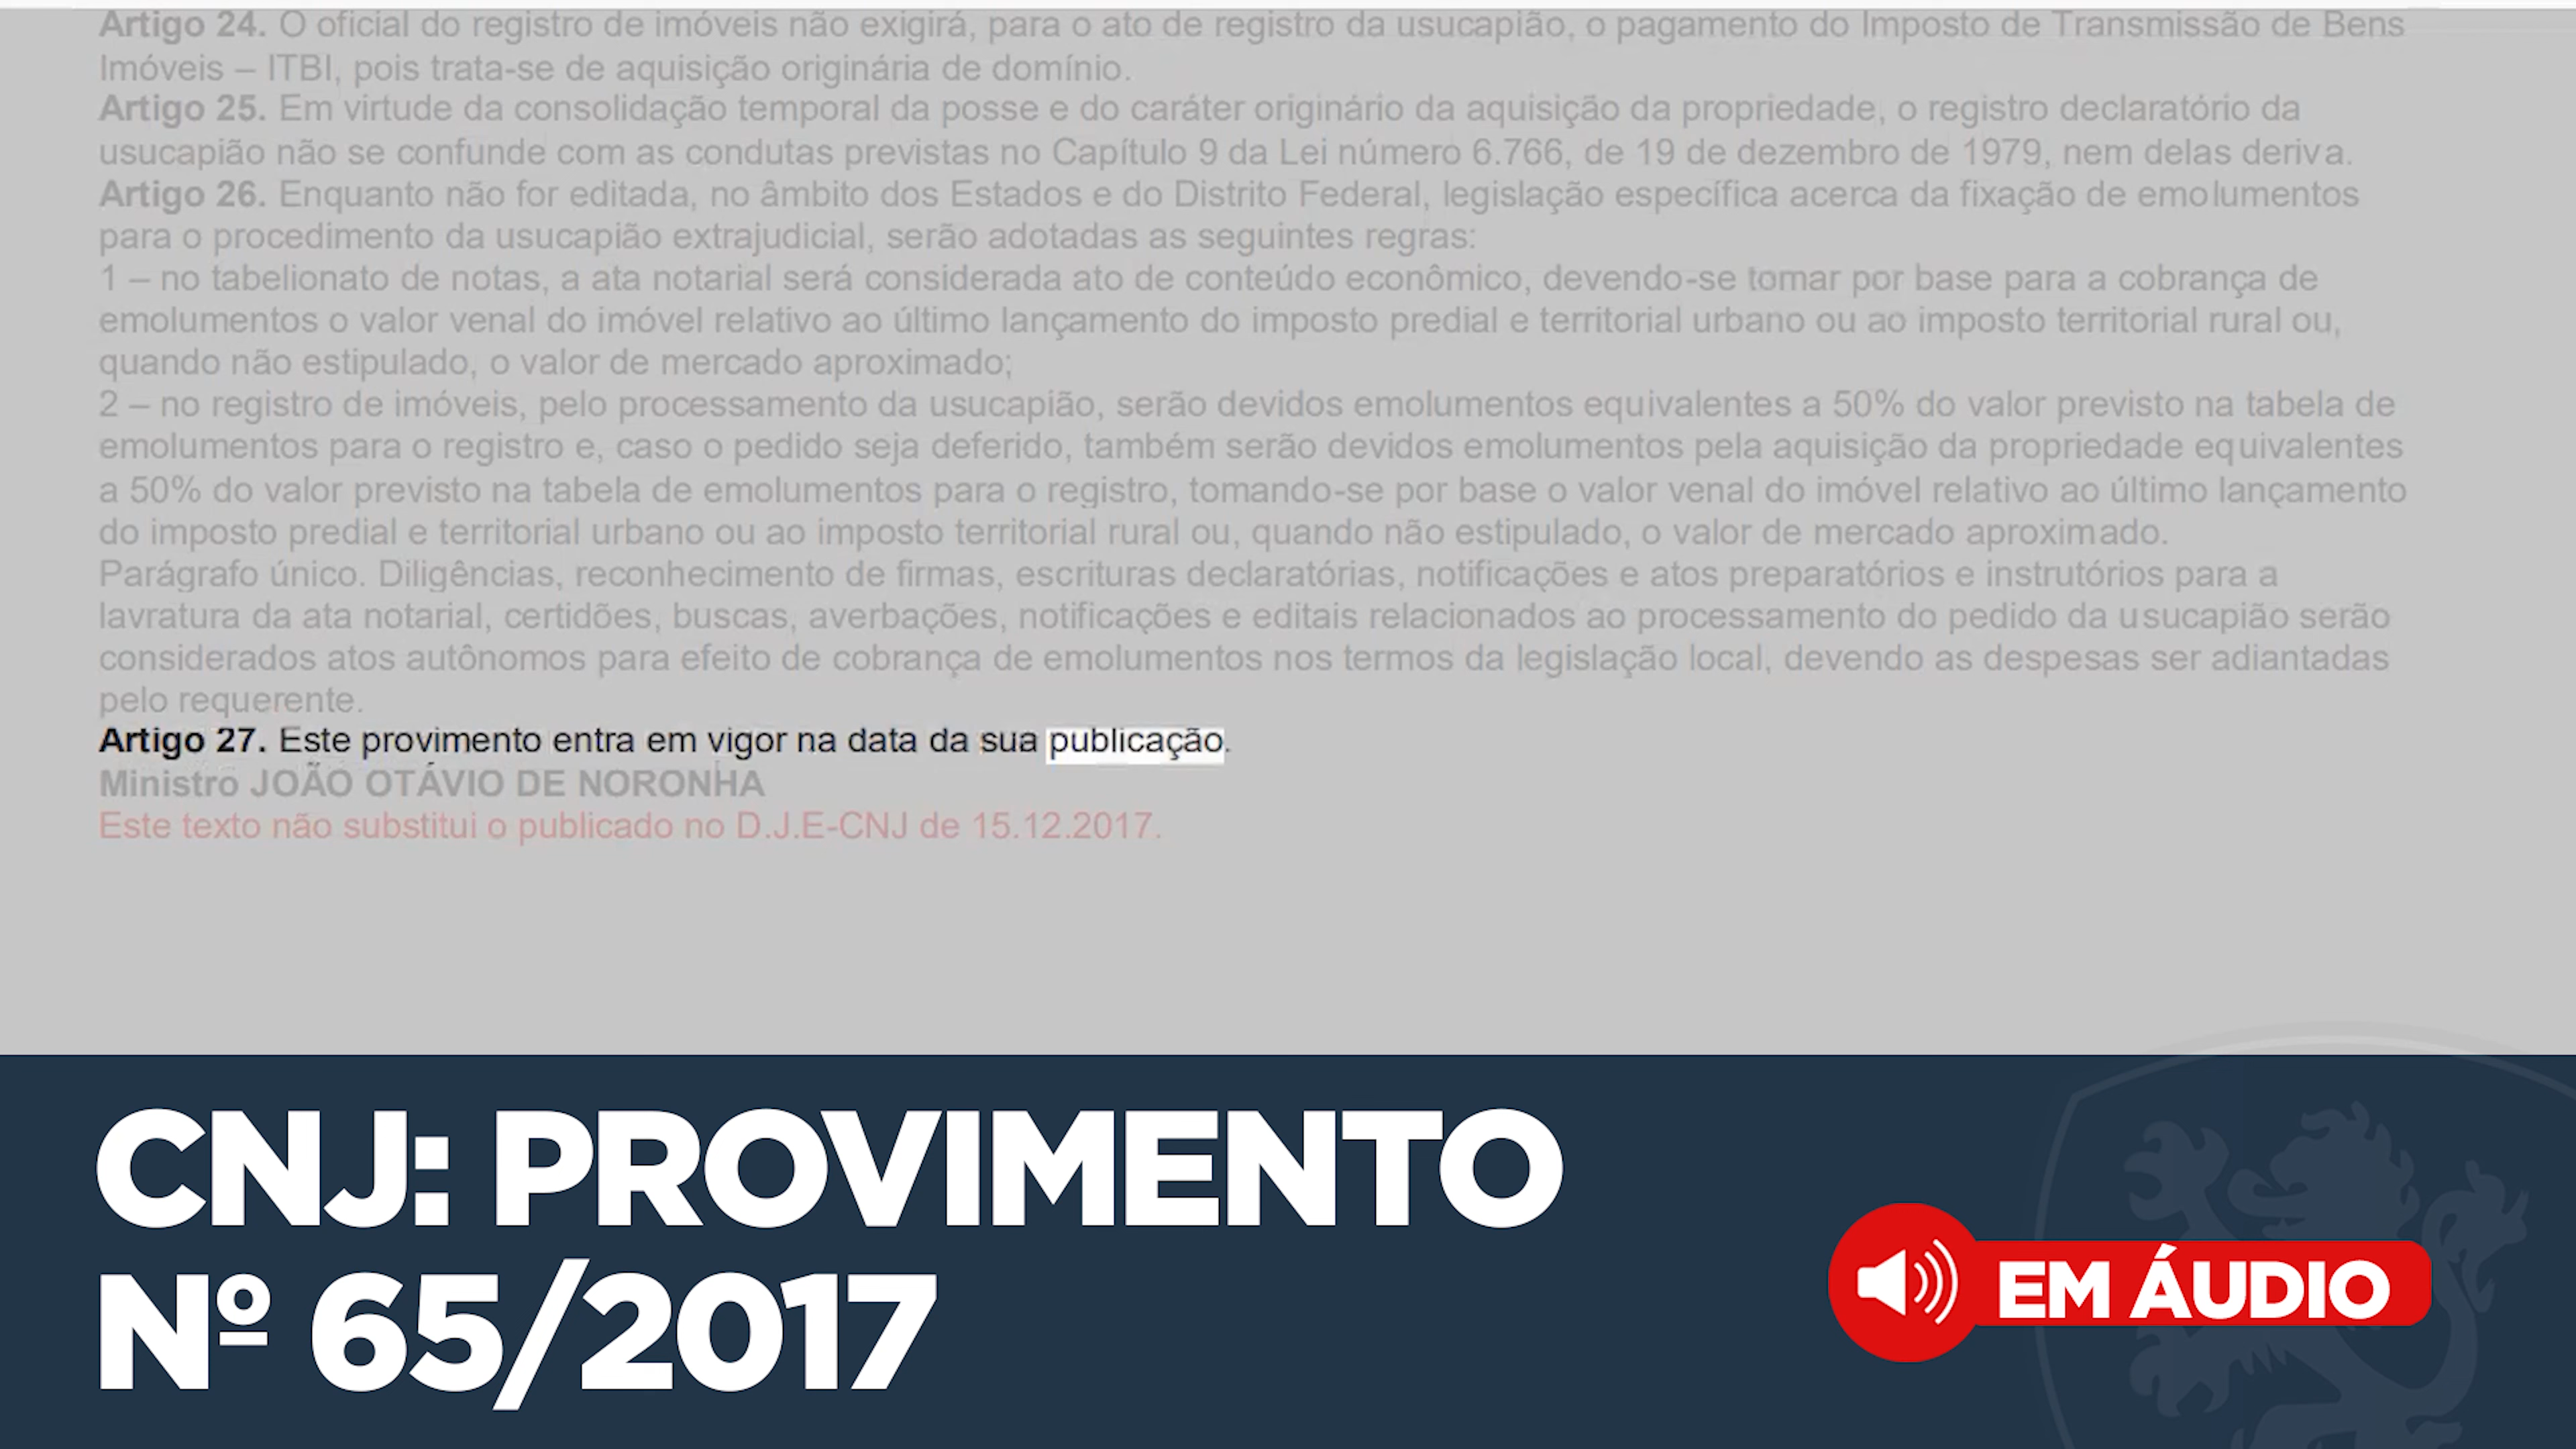 Artigo 24. O oficial do registro de imóveis não exigirá, para o ato de registro da usucapião, o pagamento do Imposto de Transmissão de Bens
Imóveis – ITBI, pois trata-se de aquisição originária de domínio.
Artigo 25. Em virtude da consolidação temporal da posse e do caráter originário da aquisição da propriedade, o registro declaratório da
usucapião não se confunde com as condutas previstas no Capítulo 9 da Lei número 6.766, de 19 de dezembro de 1979, nem delas deriva.
Artigo 26. Enquanto não for editada, no âmbito dos Estados e do Distrito Federal, legislação específica acerca da fixação de emolumentos
para o procedimento da usucapião extrajudicial, serão adotadas as seguintes regras:
1 – no tabelionato de notas, a ata notarial será considerada ato de conteúdo econômico, devendo-se tomar por base para a cobrança de
emolumentos o valor venal do imóvel relativo ao último lançamento do imposto predial e territorial urbano ou ao imposto territorial rural ou,
quando não estipulado, o valor de mercado aproximado;
2 – no registro de imóveis, pelo processamento da usucapião, serão devidos emolumentos equivalentes a 50% do valor previsto na tabela de
emolumentos para o registro e, caso o pedido seja deferido, também serão devidos emolumentos pela aquisição da propriedade equivalentes
a 50% do valor previsto na tabela de emolumentos para o registro, tomando-se por base o valor venal do imóvel relativo ao último lançamento
do imposto predial e territorial urbano ou ao imposto territorial rural ou, quando não estipulado, o valor de mercado aproximado.
Parágrafo único. Diligências, reconhecimento de firmas, escrituras declaratórias, notificações e atos preparatórios e instrutórios para a
lavratura da ata notarial, certidões, buscas, averbações, notificações e editais relacionados ao processamento do pedido da usucapião serão
considerados atos autônomos para efeito de cobrança de emolumentos nos termos da legislação local, devendo as despesas ser adiantadas
pelo requerente.
Artigo 27. Este provimento entra em vigor na data da sua publicação.
Ministro JOÃO OTÁVIO DE NORONHA
Este texto não substitui o publicado no D.J.E-CNJ de 15.12.2017.
CNJ: PROVIMENTO
Nº 65/2017
EM ÁUDIO